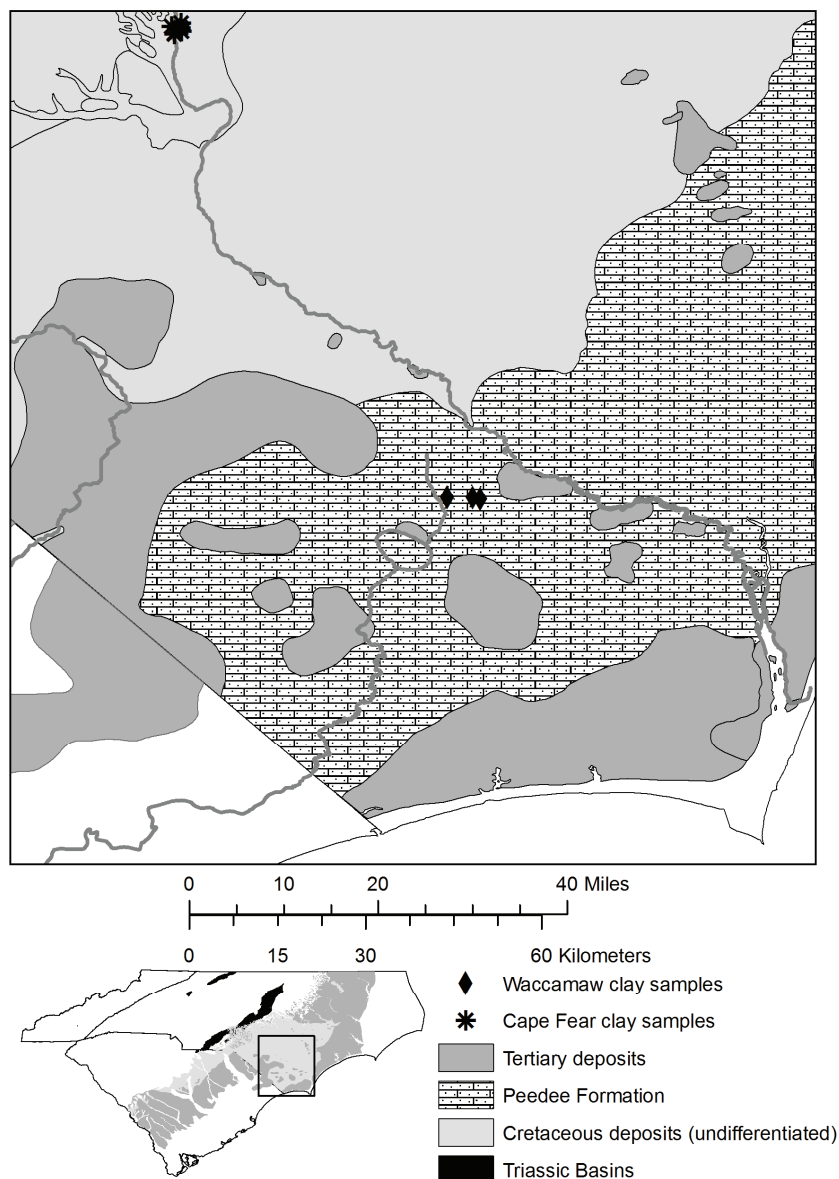 0 10 20 40 Miles
0 15 30 60 Kilometers
Waccamaw clay samples
Cape Fear clay samples
Tertiary deposits
Peedee Formation
Cretaceous deposits (undifferentiated)
Triassic Basins